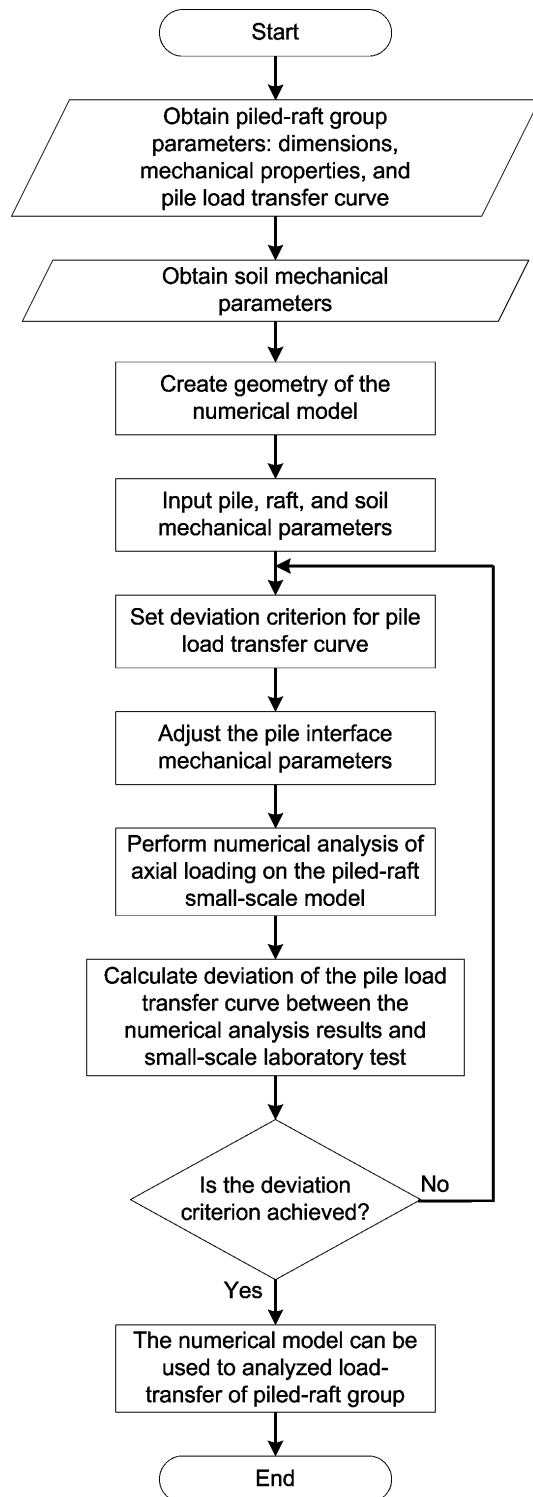 Start
Obtain piled-raft group
parameters: dimensions,
mechanical properties, and
pile load transfer curve
Obtain soil mechanical
parameters
Create geometry of the
numerical model
Input pile, raft, and soil
mechanical parameters
Set deviation criterion for pile
load transfer curve
Adjust the pile interface
mechanical parameters
Perform numerical analysis of
axial loading on the piled-raft
small-scale model
Calculate deviation of the pile load
transfer curve between the
numerical analysis results and
small-scale laboratory test
Is the deviation
criterion achieved?
No
Yes
The numerical model can be
used to analyzed load-
transfer of piled-raft group
End